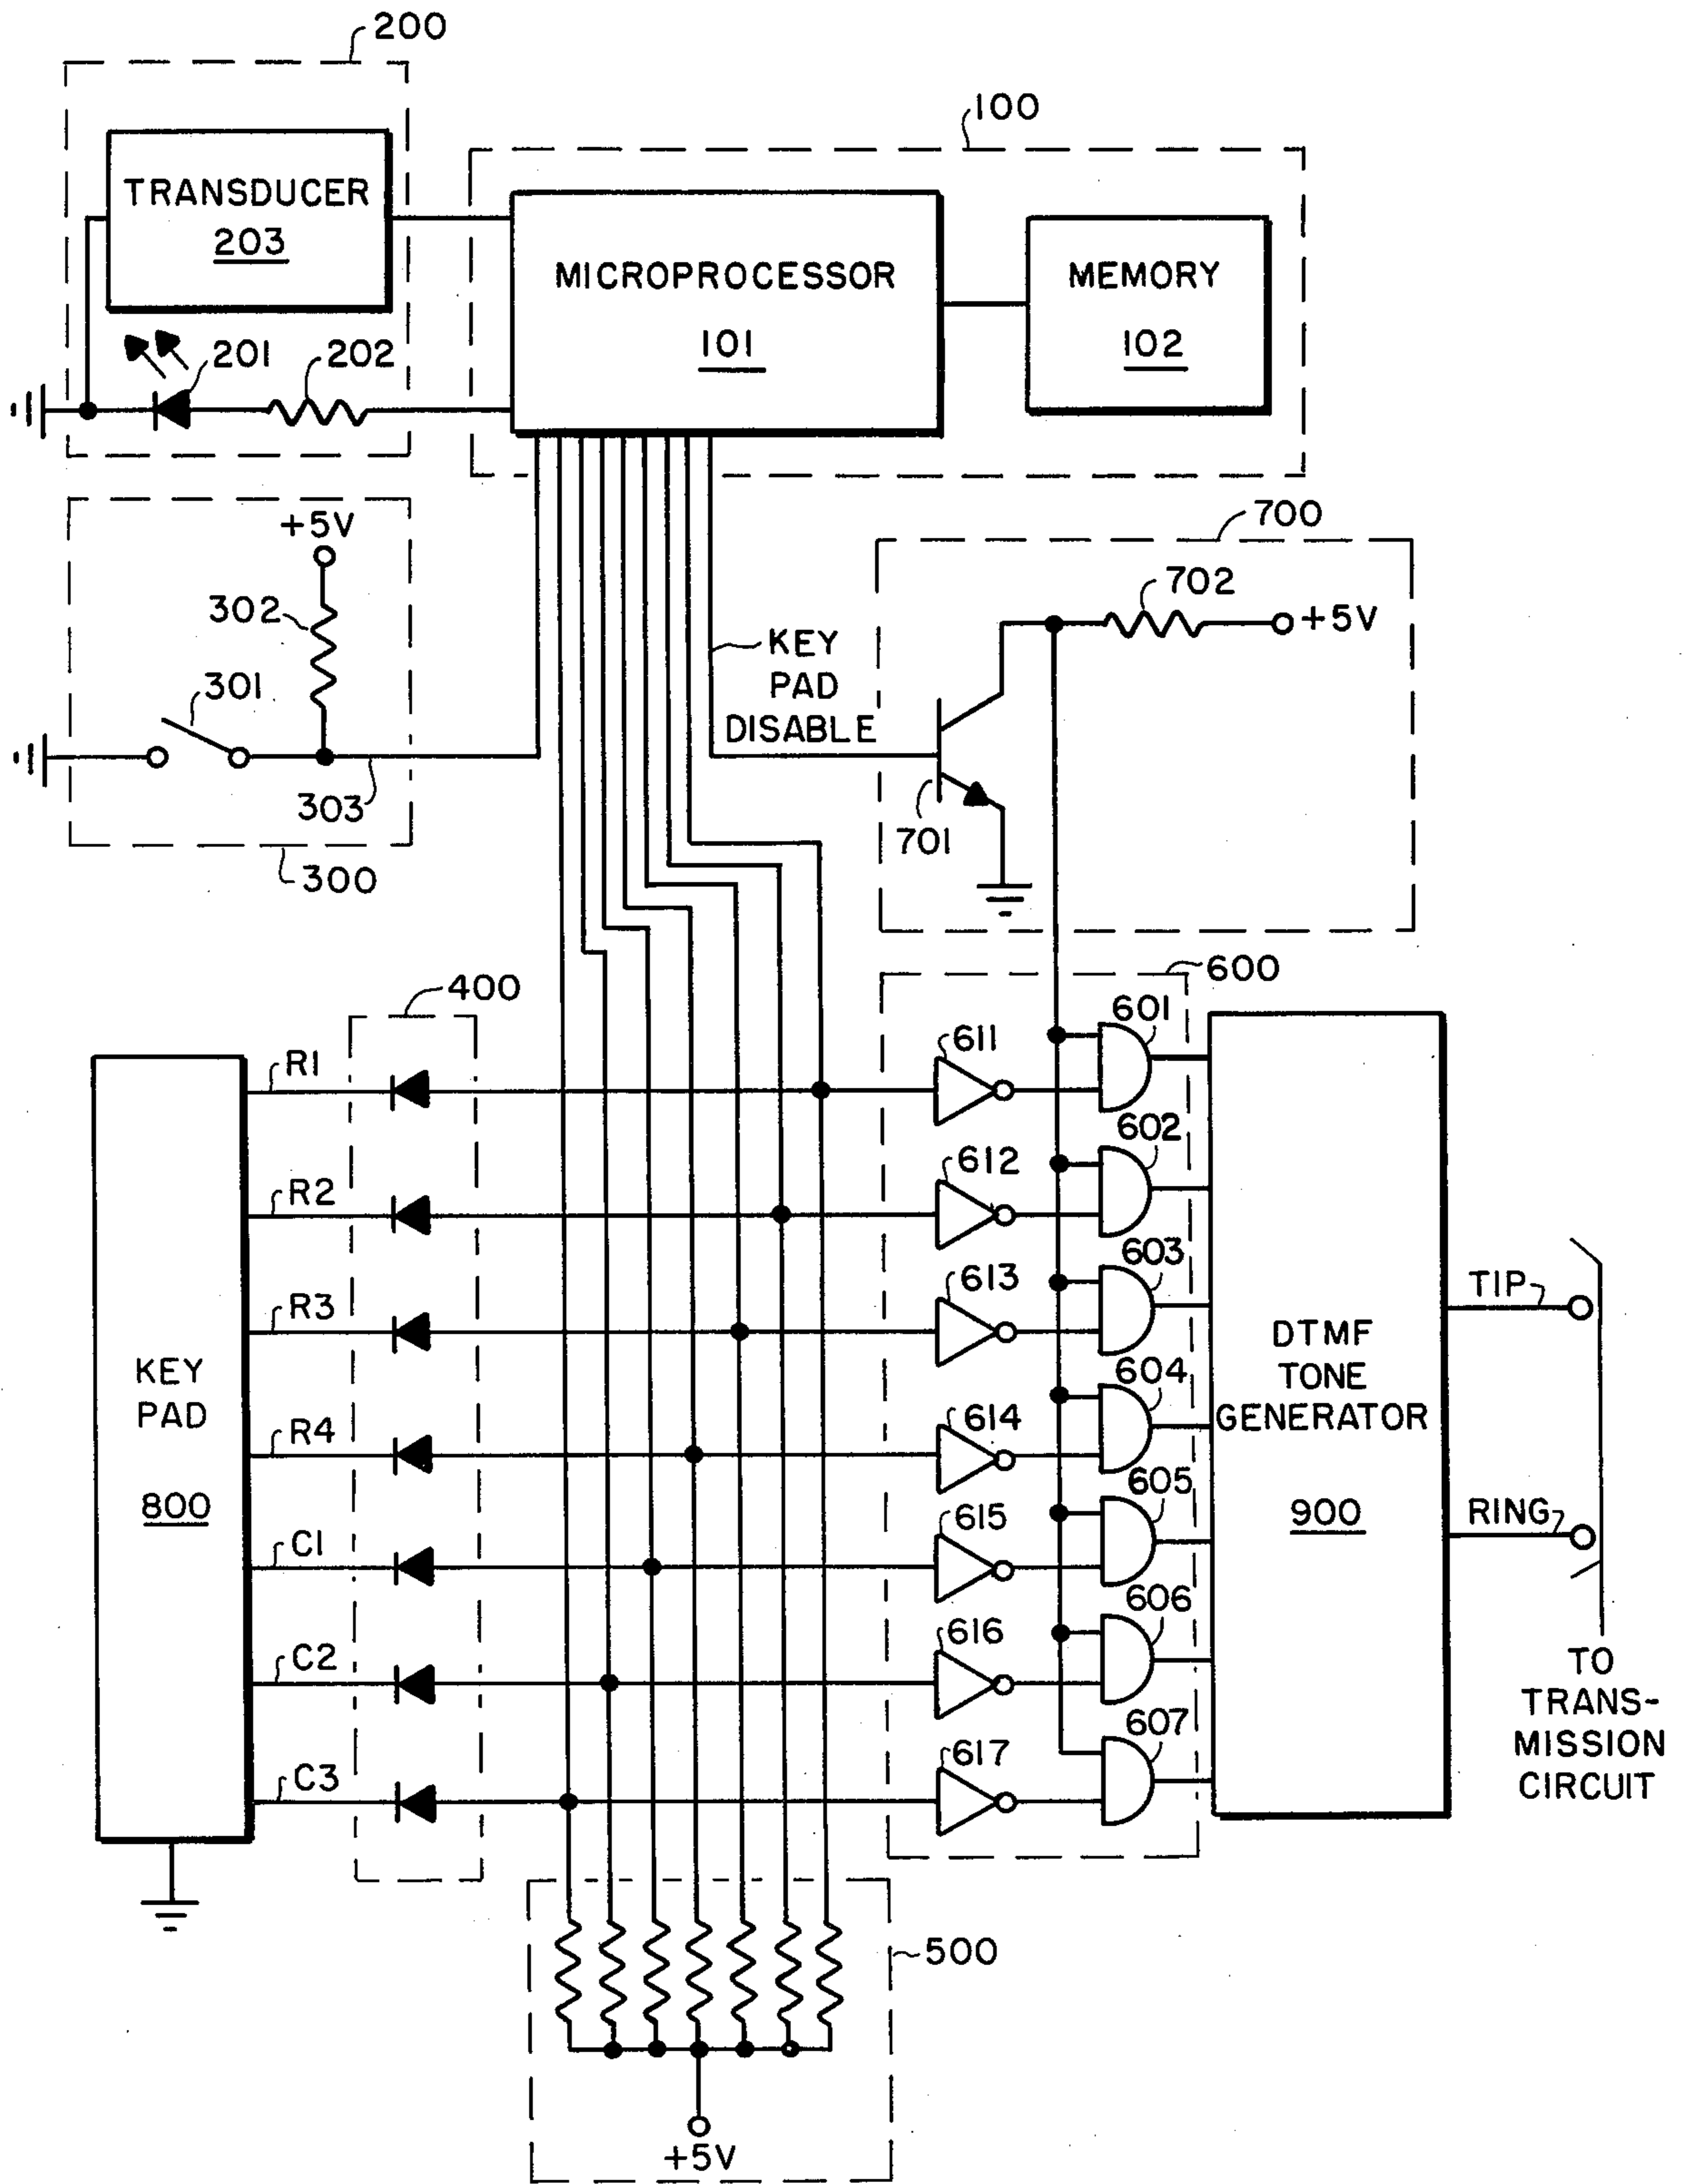 200
100
TRANSDUCER
203
MICROPROCESSOR
101
MEMORY
102
201
202
+5V
302
301
303
300
KEY
PAD
DISABLE
700
702
+5V
701
400
600
R1
611
601
R2
612
602
R3
613
603
R4
614
604
C1
615
605
C2
616
606
C3
617
607
KEY
PAD
800
DTMF
TONE
GENERATOR
900
TIP
RING
TO
TRANS-
MISSION
CIRCUIT
500
+5V